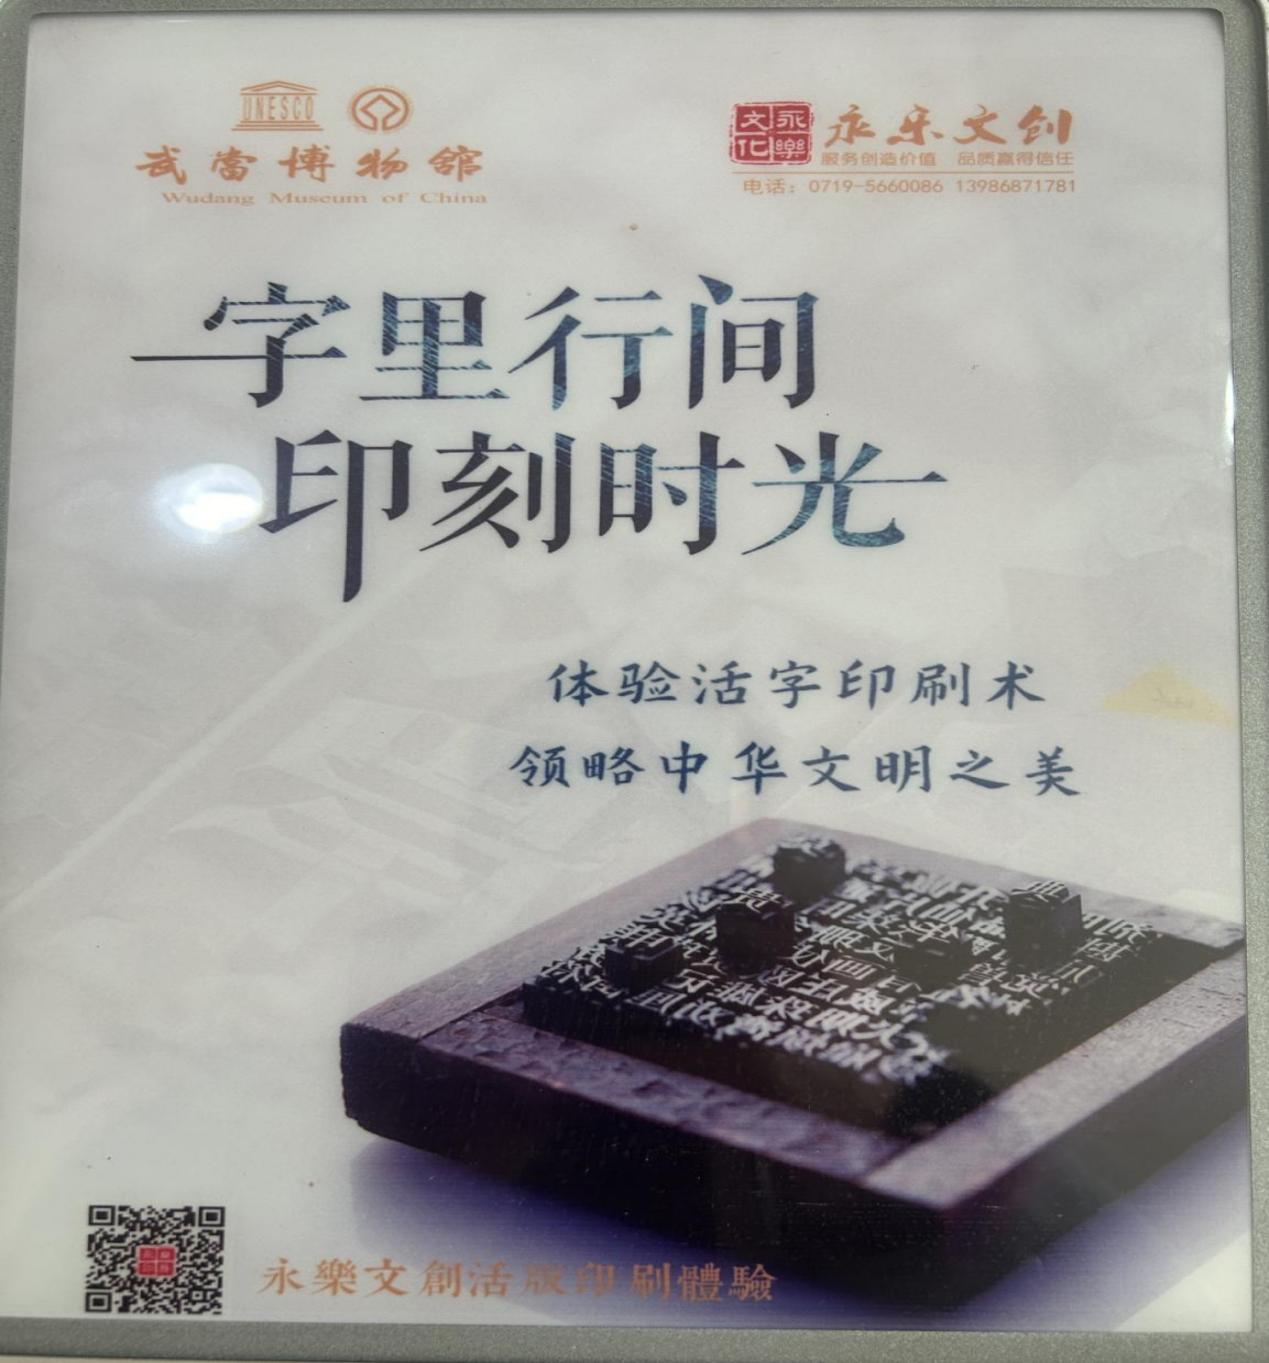 UNESCO
武當博物館
Wudang Museum of China
永樂文化
永乐文创
服务创造价值 品质赢得信任
电话：0719-5660086 13986871781
字里行间
印刻时光
体验活字印刷术
领略中华文明之美
永樂文創活版印刷體驗